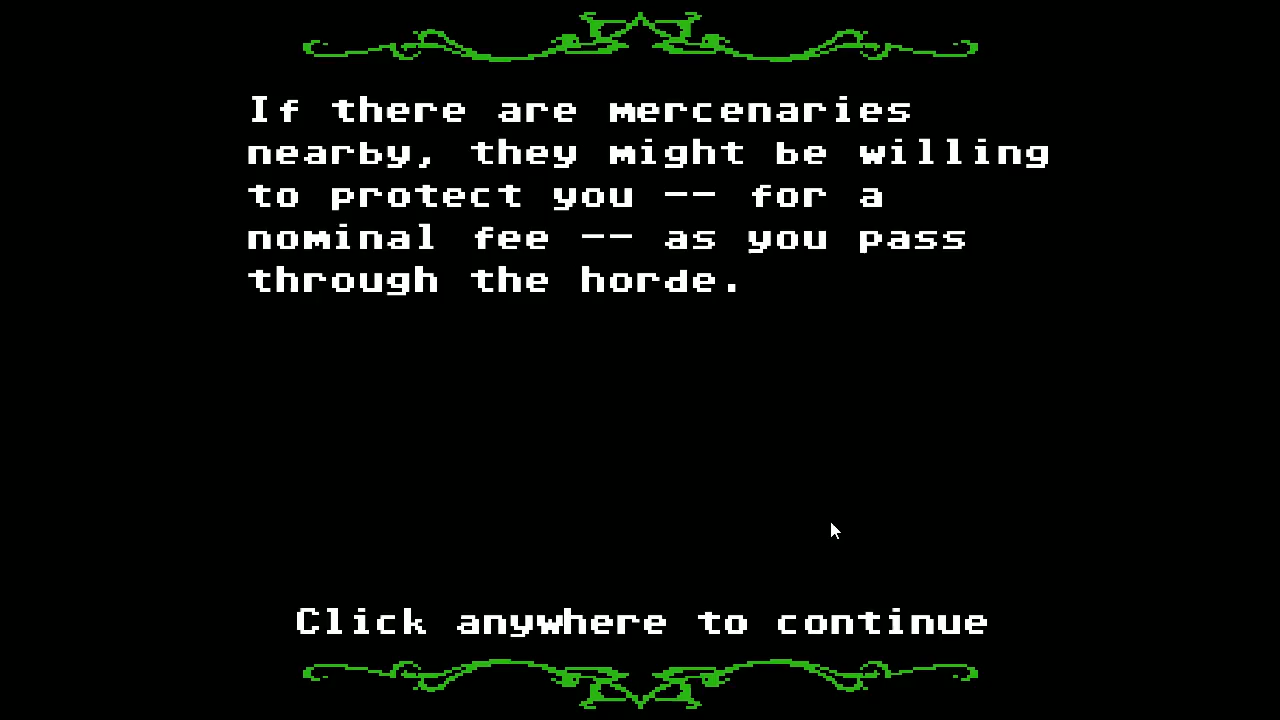 If there are mercenaries
nearby, they might be willing
to protect you -- for a
nominal fee -- as you pass
through the horde.
Click anywhere to continue